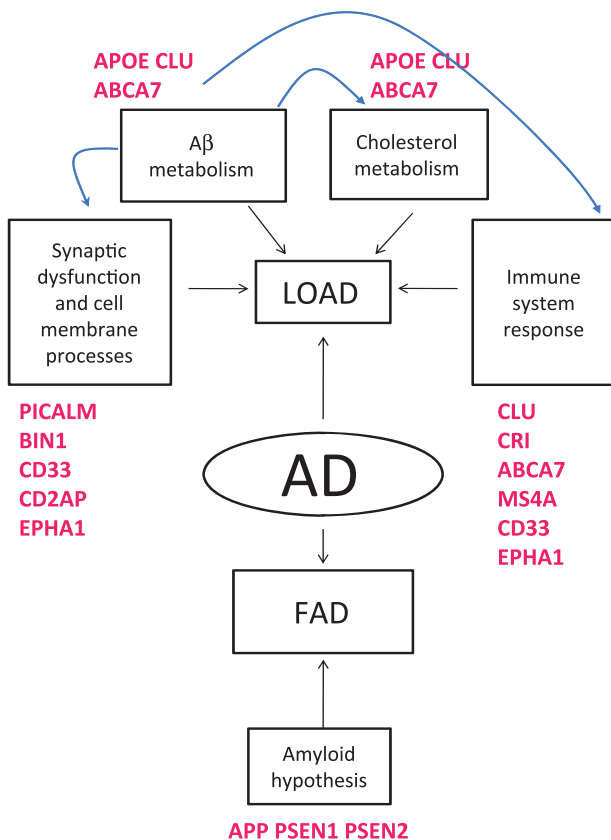 APOE CLU
ABCA7
APOE CLU
ABCA7
Aβ
metabolism
Cholesterol
metabolism
Synaptic
dysfunction
and cell
membrane
processes
LOAD
Immune
system
response
PICALM
BIN1
CD33
CD2AP
EPHA1
CLU
CRI
ABCA7
MS4A
CD33
EPHA1
AD
FAD
Amyloid
hypothesis
APP PSEN1 PSEN2